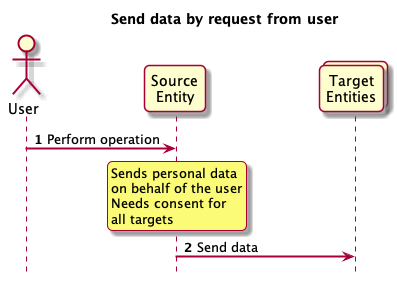 Send data by request from user
User
Source
Entity
Target
Entities
1 Perform operation
Sends personal data
on behalf of the user
Needs consent for
all targets
2 Send data